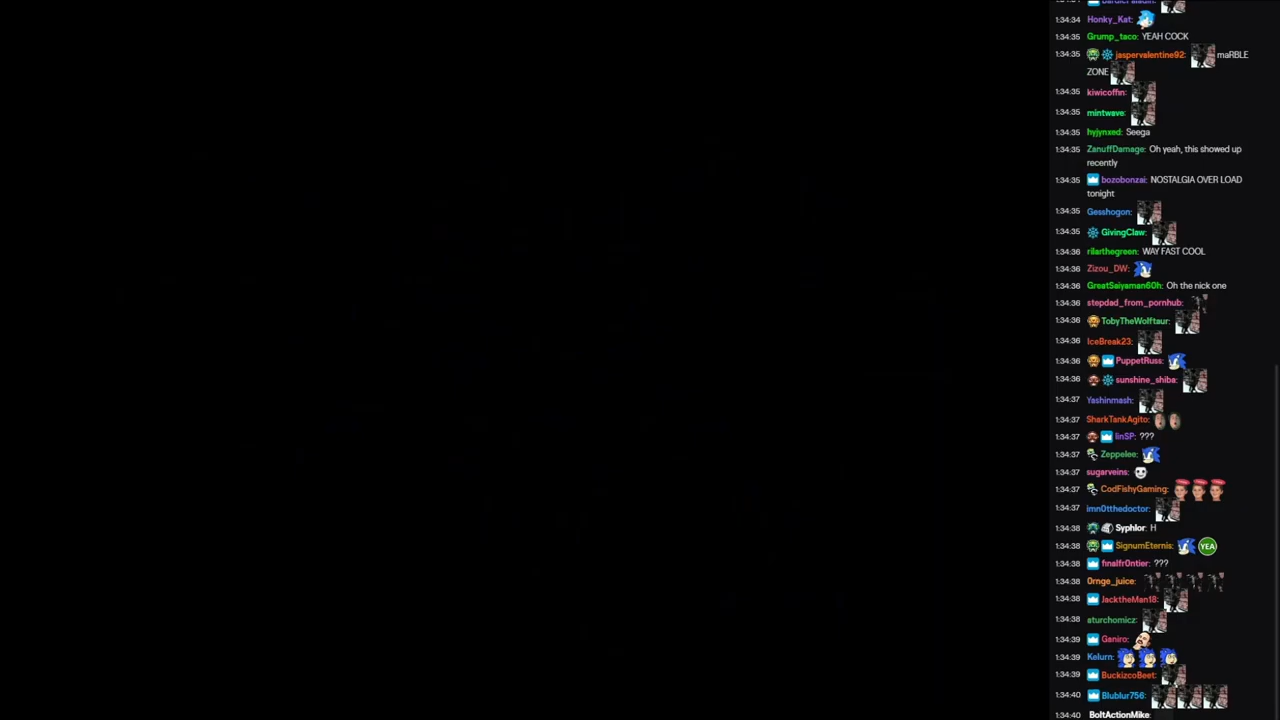 1:34:34 Honky_Kat:
1:34:35 Grump_taco: YEAH COCK
1:34:35 jaspervalentine92: maRBLE
ZONE
1:34:35 kiwicoffin:
1:34:35 mintwave:
1:34:35 hyjynxed: Seega
1:34:35 ZanuffDamage: Oh yeah, this showed up
recently
1:34:35 bozobonzai: NOSTALGIA OVER LOAD
tonight
1:34:35 Gesshogon:
1:34:35 GivingClaw:
1:34:36 rilarthegreen: WAY FAST COOL
1:34:36 Zizou_DW:
1:34:36 GreatSaiyaman60h: Oh the nick one
1:34:36 stepdad_from_pornhub:
1:34:36 TobyTheWolftaur:
1:34:36 IceBreak23:
1:34:36 PuppetRuss:
1:34:36 sunshine_shiba:
1:34:37 Yashinmash:
1:34:37 SharkTankAgito:
1:34:37 linSP: ???
1:34:37 Zeppelee:
1:34:37 sugarveins:
1:34:37 CodFishyGaming:
1:34:37 imn0tthedoctor:
1:34:38 Syphlor: H
1:34:38 SignumEternis: YEA
1:34:38 finalfr0ntier: ???
1:34:38 0rnge_juice:
1:34:38 JacktheMan18:
1:34:38 aturchomicz:
1:34:39 Ganiro:
1:34:39 Kelurn:
1:34:39 BuckizcoBeet:
1:34:40 Blublur756:
1:34:40 BoltActionMike: